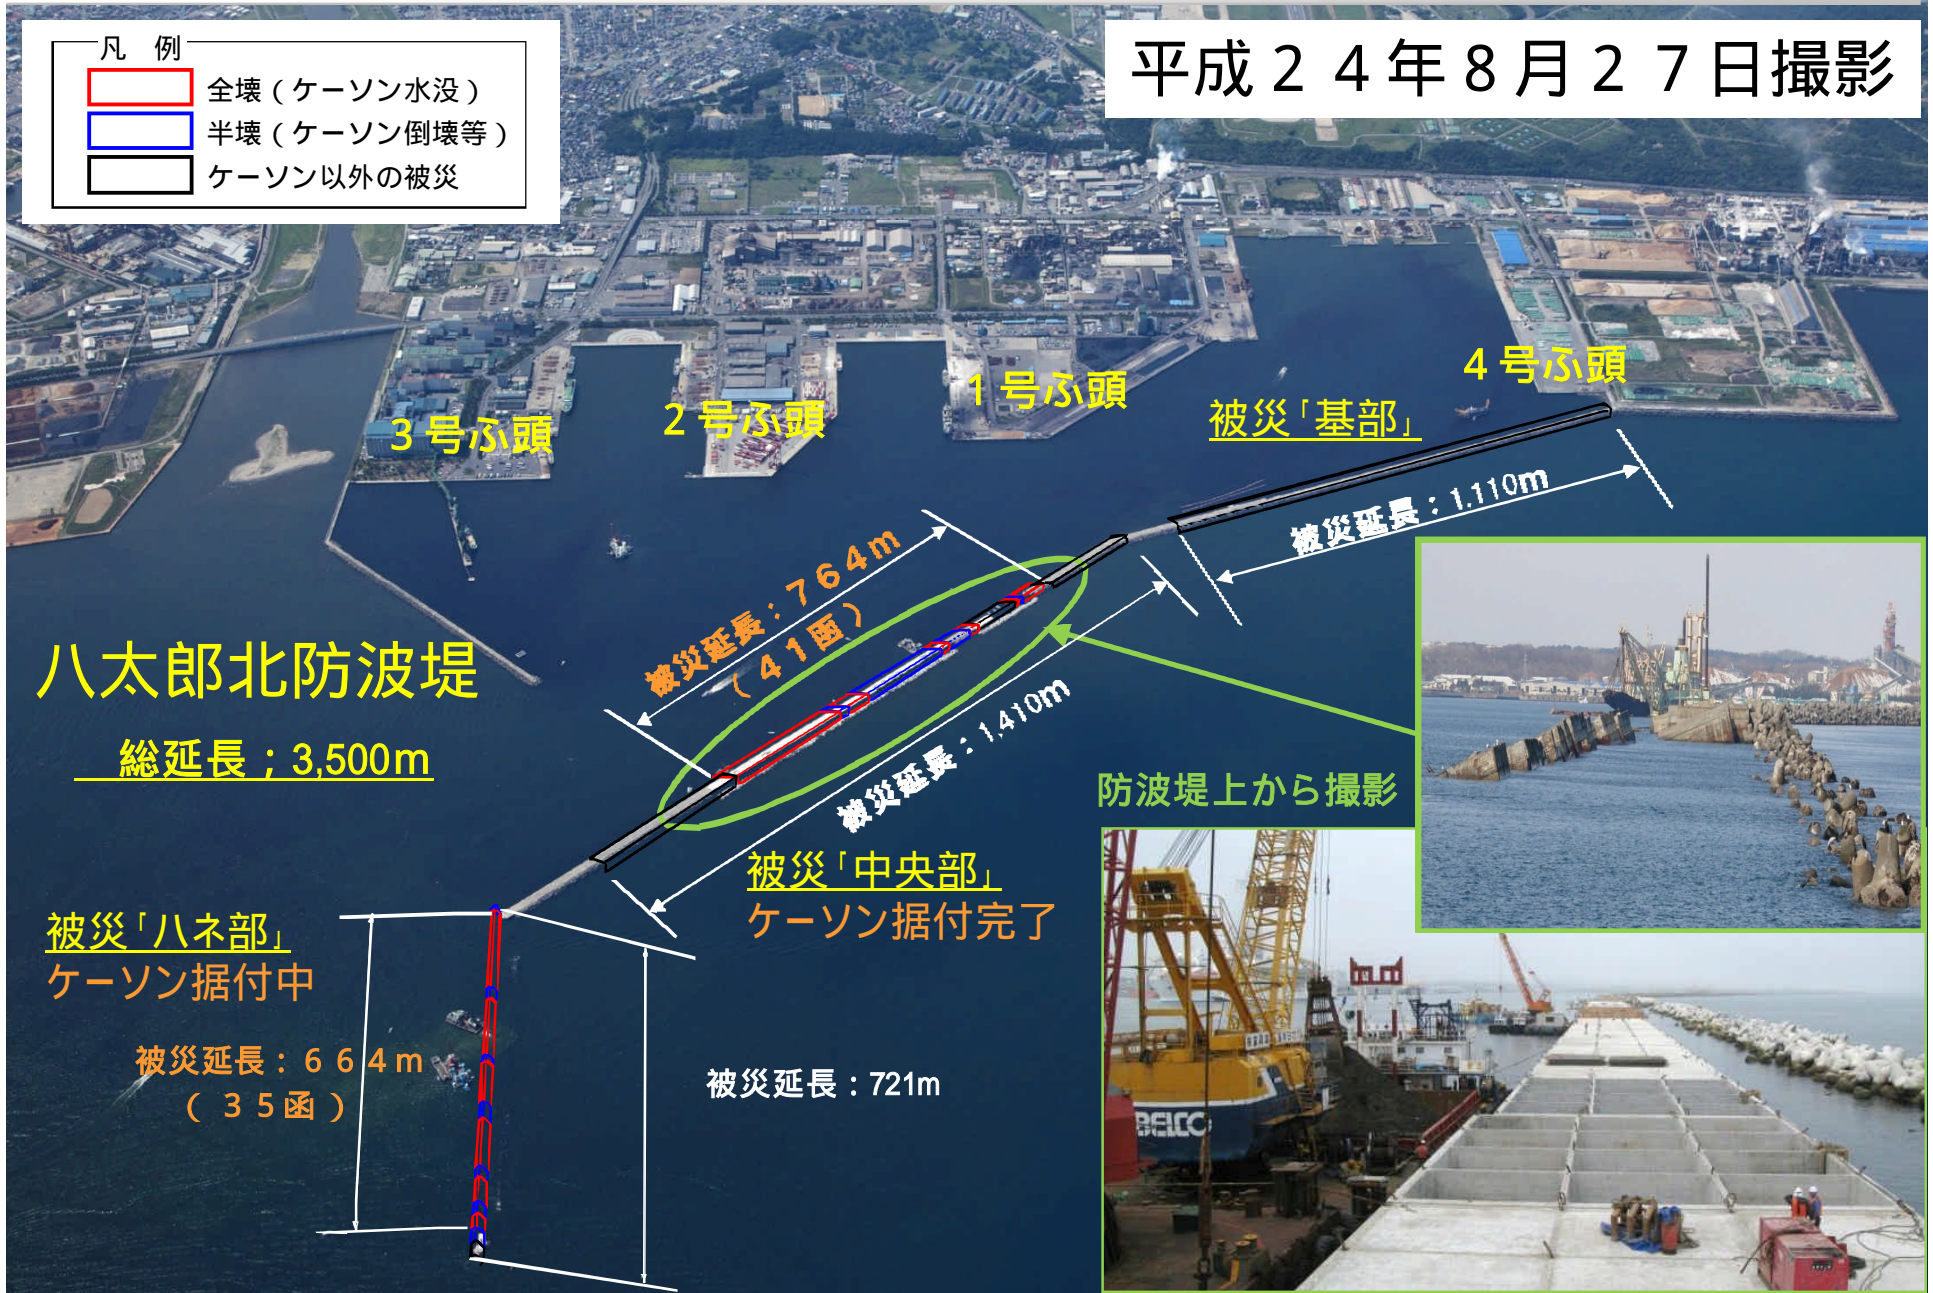 凡　例
全壊（ケーソン水没）
半壊（ケーソン倒壊等）
ケーソン以外の被災
平成２４年８月２７日撮影
４号ふ頭
１号ふ頭
２号ふ頭
３号ふ頭
被災「基部」
被災延長：1,110m
被災延長：７６４ｍ
（４１函）
八太郎北防波堤
総延長；3,500m
被災延長：1,410m
防波堤上から撮影
被災「中央部」
ケーソン据付完了
被災「ハネ部」
ケーソン据付中
被災延長：６６４ｍ
（３５函）
被災延長：721m
BELCO